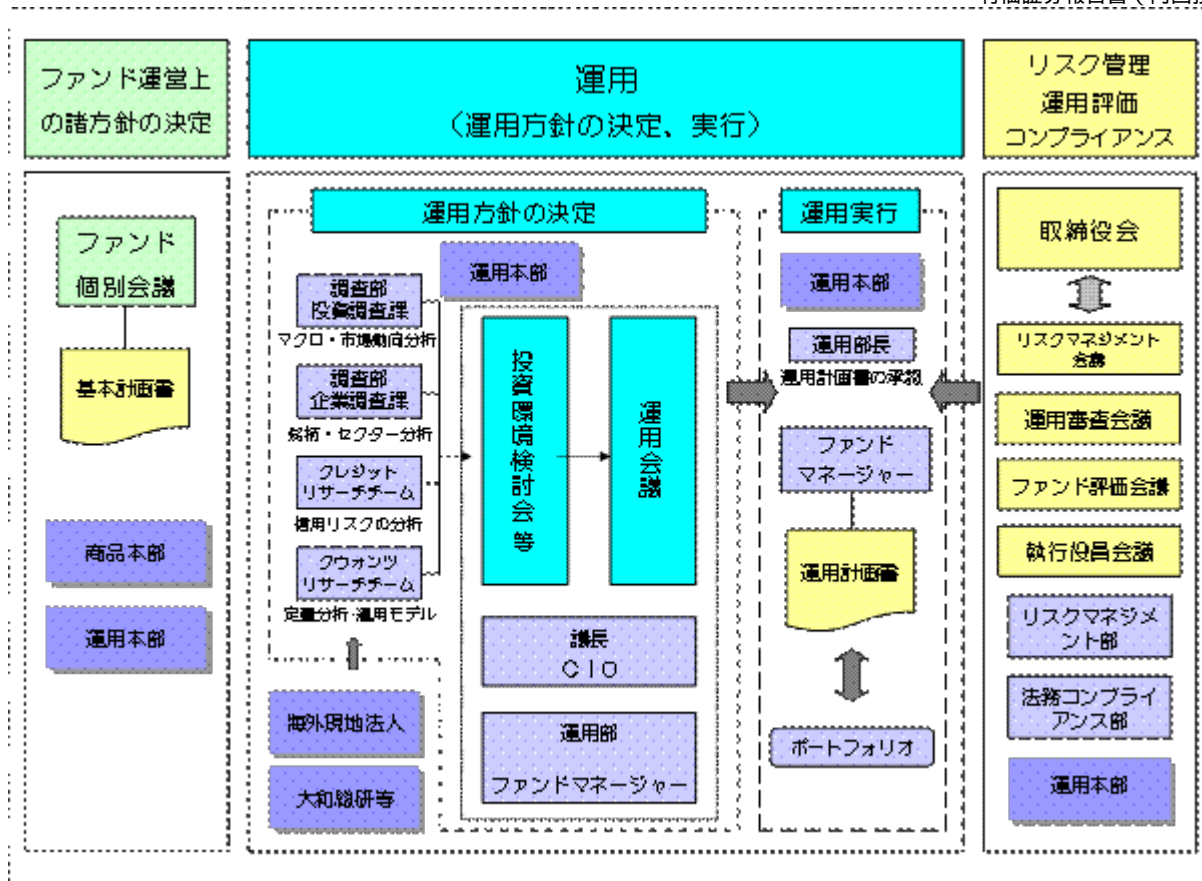 ファンド運営上
の諸方針の決定
運用
（運用方針の決定、実行）
リスク管理
運用評価
コンプライアンス
ファンド
個別会議
基本計画書
商品本部
運用本部
運用方針の決定
運用本部
調査部
投資調査課
マクロ・市場動向分析
調査部
企業調査課
銘柄・セクター分析
クレジット
リサーチチーム
信用リスクの分析
クウォンツ
リサーチチーム
定量分析・運用モデル
海外現地法人
大和総研等
投資環境検討会等
運用会議
議長
ＣＩＯ
運用部
ファンドマネージャー
運用実行
運用本部
運用部長
運用計画書の承認
ファンド
マネージャー
運用計画書
ポートフォリオ
取締役会
リスクマネジメント
会議
運用審査会議
ファンド評価会議
執行役員会議
リスクマネジメ
ント部
法務コンプライ
アンス部
運用本部